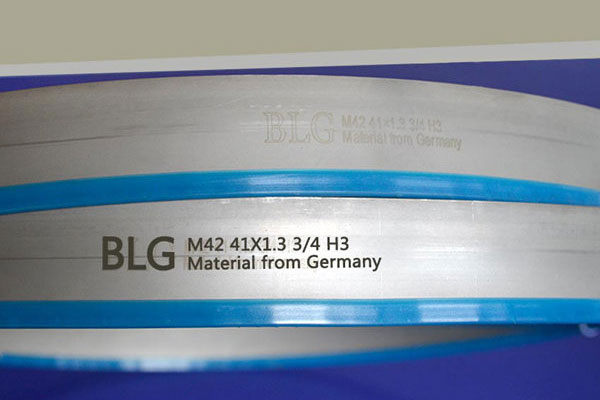 BLG M42 41x1.3 3/4 H3
Material from Germany
BLG M42 41X1.3 3/4 H3
Material from Germany